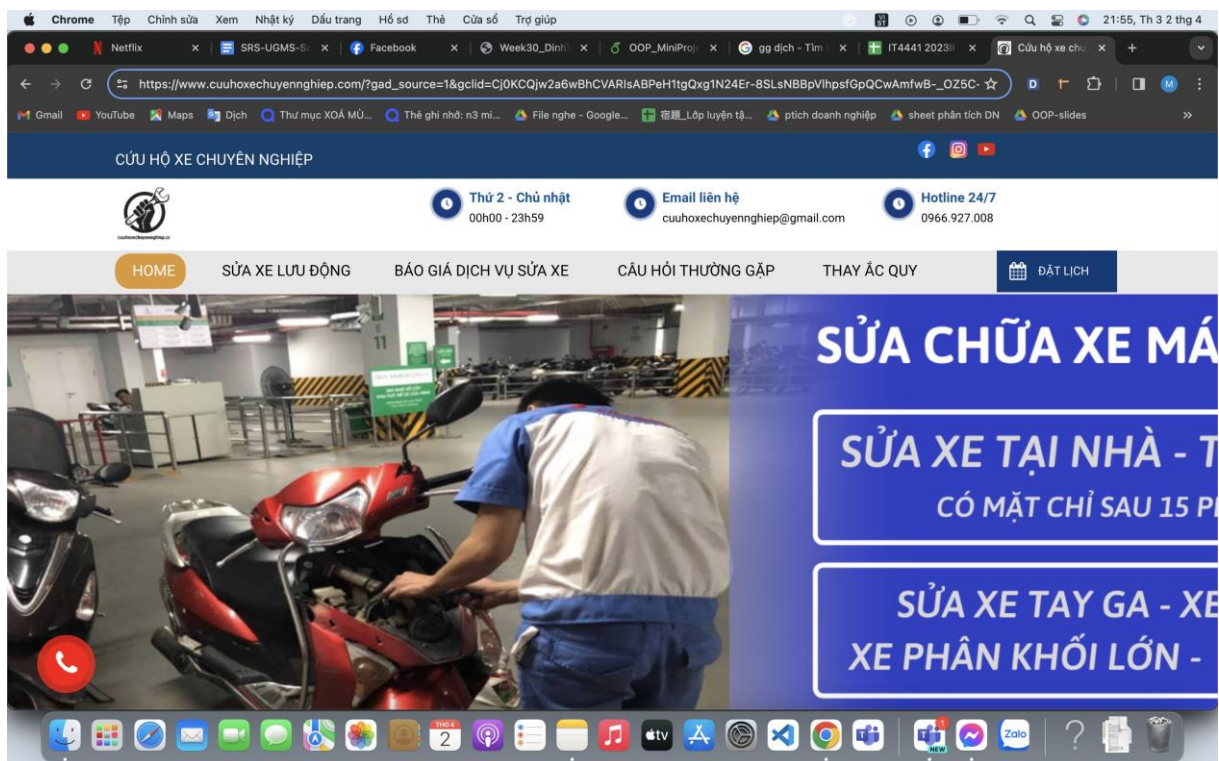 Chrome Tệp Chỉnh sửa Xem Nhật ký Dấu trang Hồ sơ Thẻ Cửa sổ Trợ giúp 21:55, Th 3 2 thg 4
Netflix SRS-UGMS-S Facebook Week30_Dinh OOP_MiniProj gg dịch - Tìm IT4441 2023 Cứu hộ xe chu
https://www.cuuhoxechuyennghiep.com/?gad_source=1&gclid=Cj0KCQjw2a6wBhCVARIsABPeH1tgQxg1N24Er-8SLsNBBpVlhpsfGpQCwAmfwB-_OZ5C-
Gmail YouTube Maps Dịch Thư mục XOÁ MÙ... Thẻ ghi nhớ: n3 mi... File nghe - Google... 宿題_Lớp luyện tậ... ptich doanh nghiệp sheet phân tích DN OOP-slides
CỨU HỘ XE CHUYÊN NGHIỆP
Thứ 2 - Chủ nhật
00h00 - 23h59
Email liên hệ
cuuhoxechuyennghiep@gmail.com
Hotline 24/7
0966.927.008
HOME SỬA XE LƯU ĐỘNG BÁO GIÁ DỊCH VỤ SỬA XE CÂU HỎI THƯỜNG GẶP THAY ẮC QUY ĐẶT LỊCH
E
11
SỬA CHỮA XE MÁ
SỬA XE TẠI NHÀ - T
CÓ MẶT CHỈ SAU 15 P
SỬA XE TAY GA - XE
XE PHÂN KHỐI LỚN -
THG 4
2
tv
NEW
Zalo